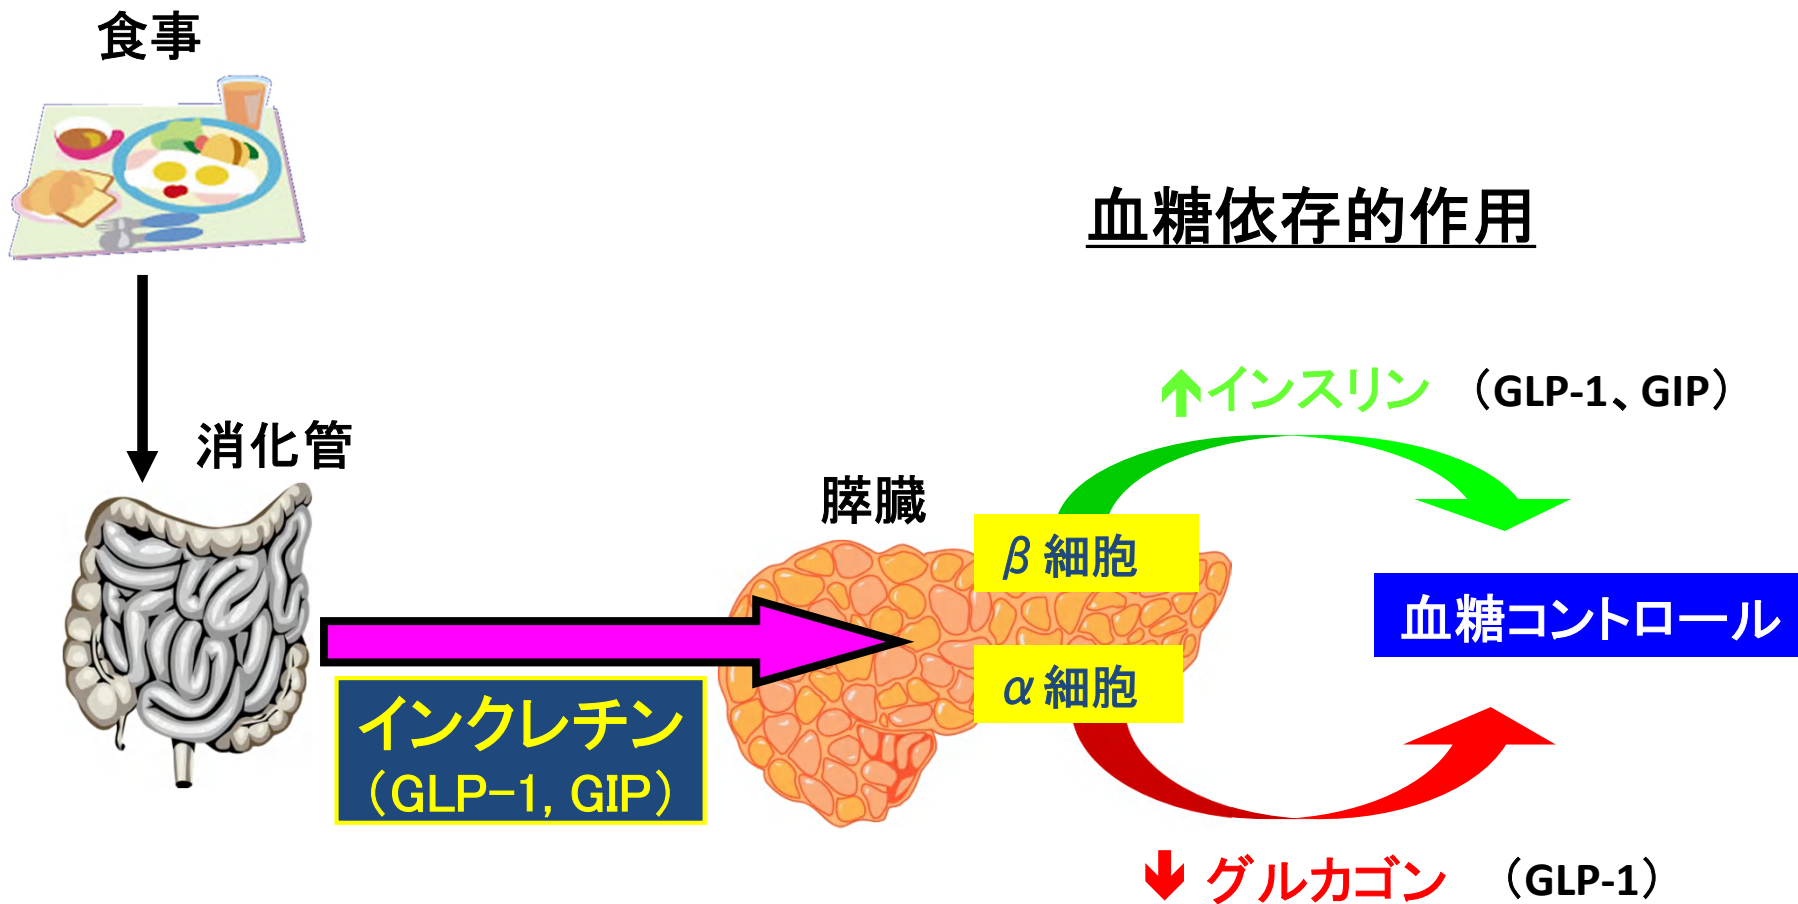 食事
血糖依存的作用
↑インスリン （GLP-1、GIP）
消化管
膵臓
β細胞
血糖コントロール
α細胞
インクレチン
（GLP-1, GIP）
↓ グルカゴン （GLP-1）